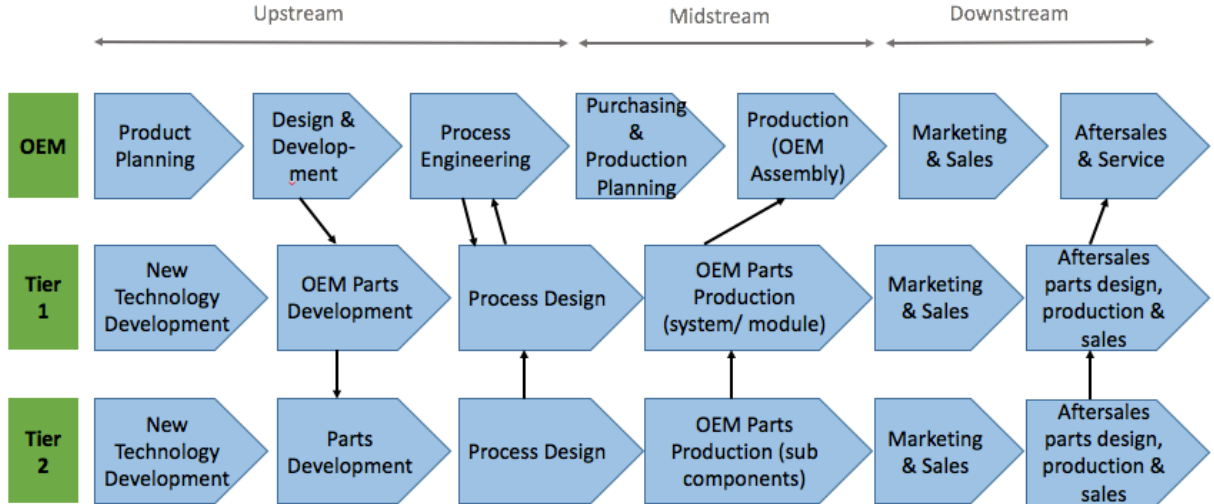 Upstream
Midstream
Downstream
OEM
Product
Planning
Design &
Develop-
ment
Process
Engineering
Purchasing
&
Production
Planning
Production
(OEM
Assembly)
Marketing
& Sales
Aftersales
& Service
Tier
1
New
Technology
Development
OEM Parts
Development
Process Design
OEM Parts
Production
(system/ module)
Marketing
& Sales
Aftersales
parts design,
production &
sales
Tier
2
New
Technology
Development
Parts
Development
Process Design
OEM Parts
Production (sub
components)
Marketing
& Sales
Aftersales
parts design,
production &
sales